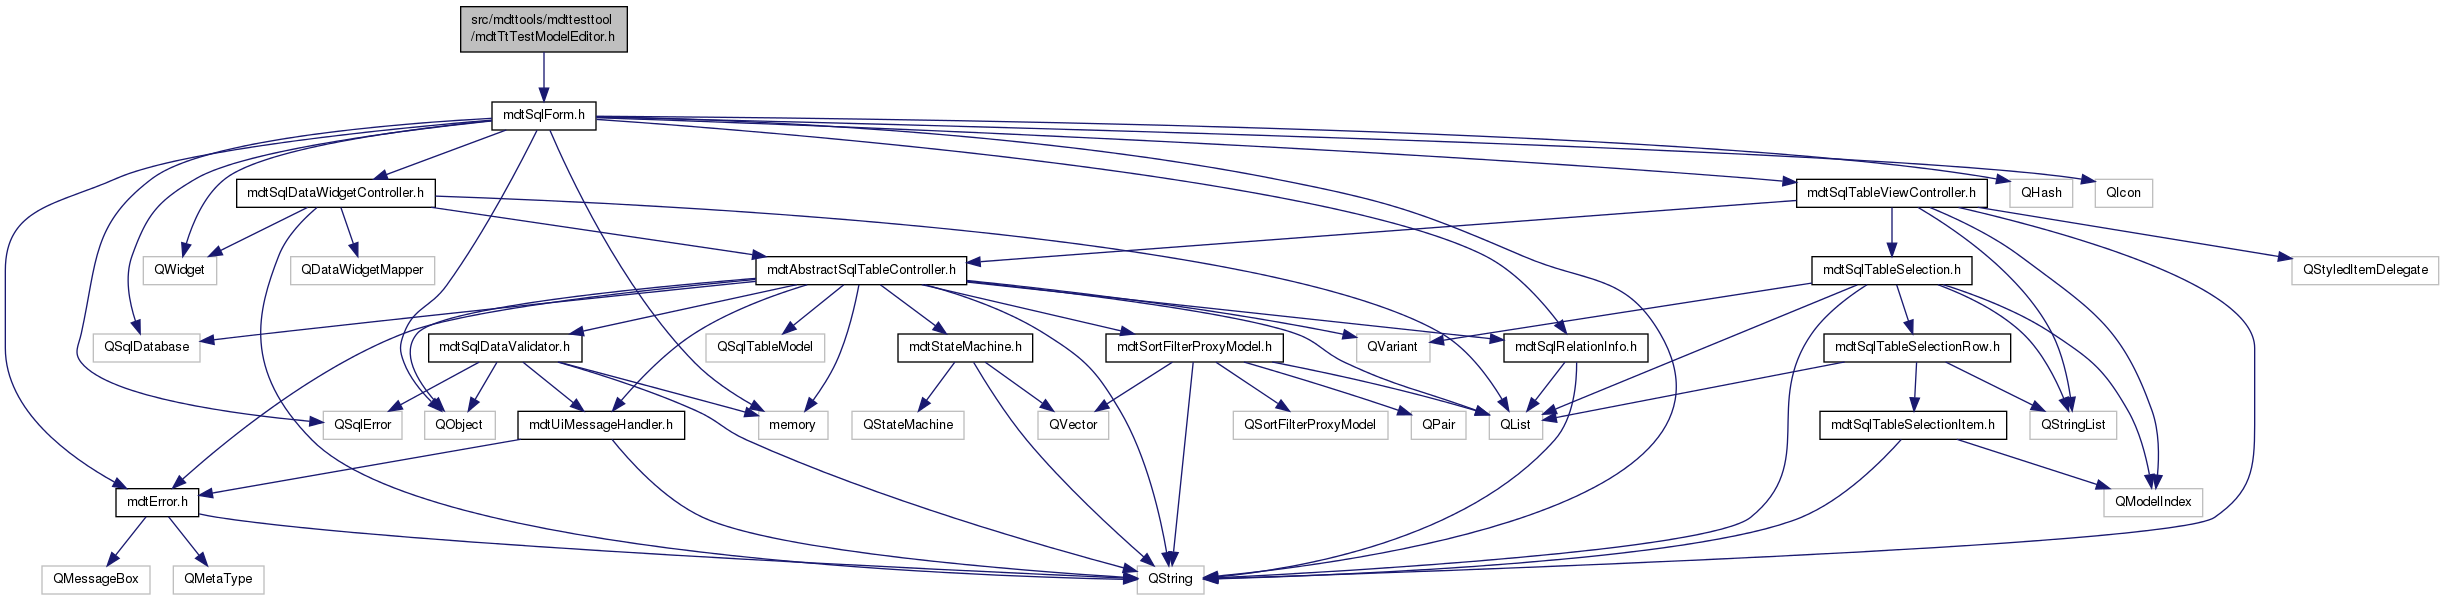 src/mdttools/mdttesttool
/mdtTtTestModelEditor.h
mdtSqlForm.h
mdtSqlDataWidgetController.h
mdtSqlTableViewController.h
QHash
QIcon
QWidget
QDataWidgetMapper
mdtAbstractSqlTableController.h
mdtSqlTableSelection.h
QStyledItemDelegate
QSqlDatabase
mdtSqlDataValidator.h
QSqlTableModel
mdtStateMachine.h
mdtSortFilterProxyModel.h
QVariant
mdtSqlRelationInfo.h
mdtSqlTableSelectionRow.h
QSqlError
QObject
mdtUiMessageHandler.h
memory
QStateMachine
QVector
QSortFilterProxyModel
QPair
QList
mdtSqlTableSelectionItem.h
QStringList
mdtError.h
QModelIndex
QMessageBox
QMetaType
QString